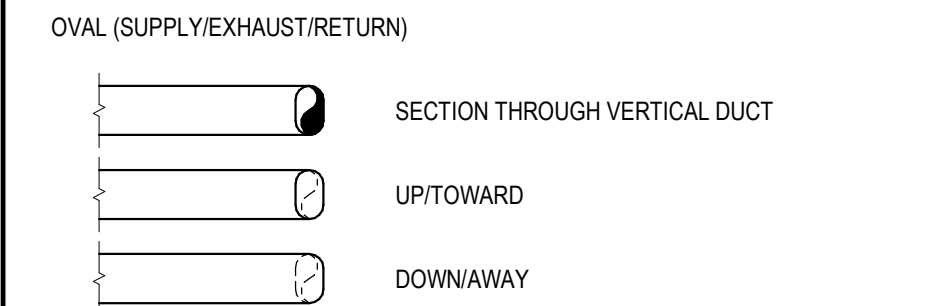 OVAL (SUPPLY/EXHAUST/RETURN)
SECTION THROUGH VERTICAL DUCT
UP/TOWARD
DOWN/AWAY